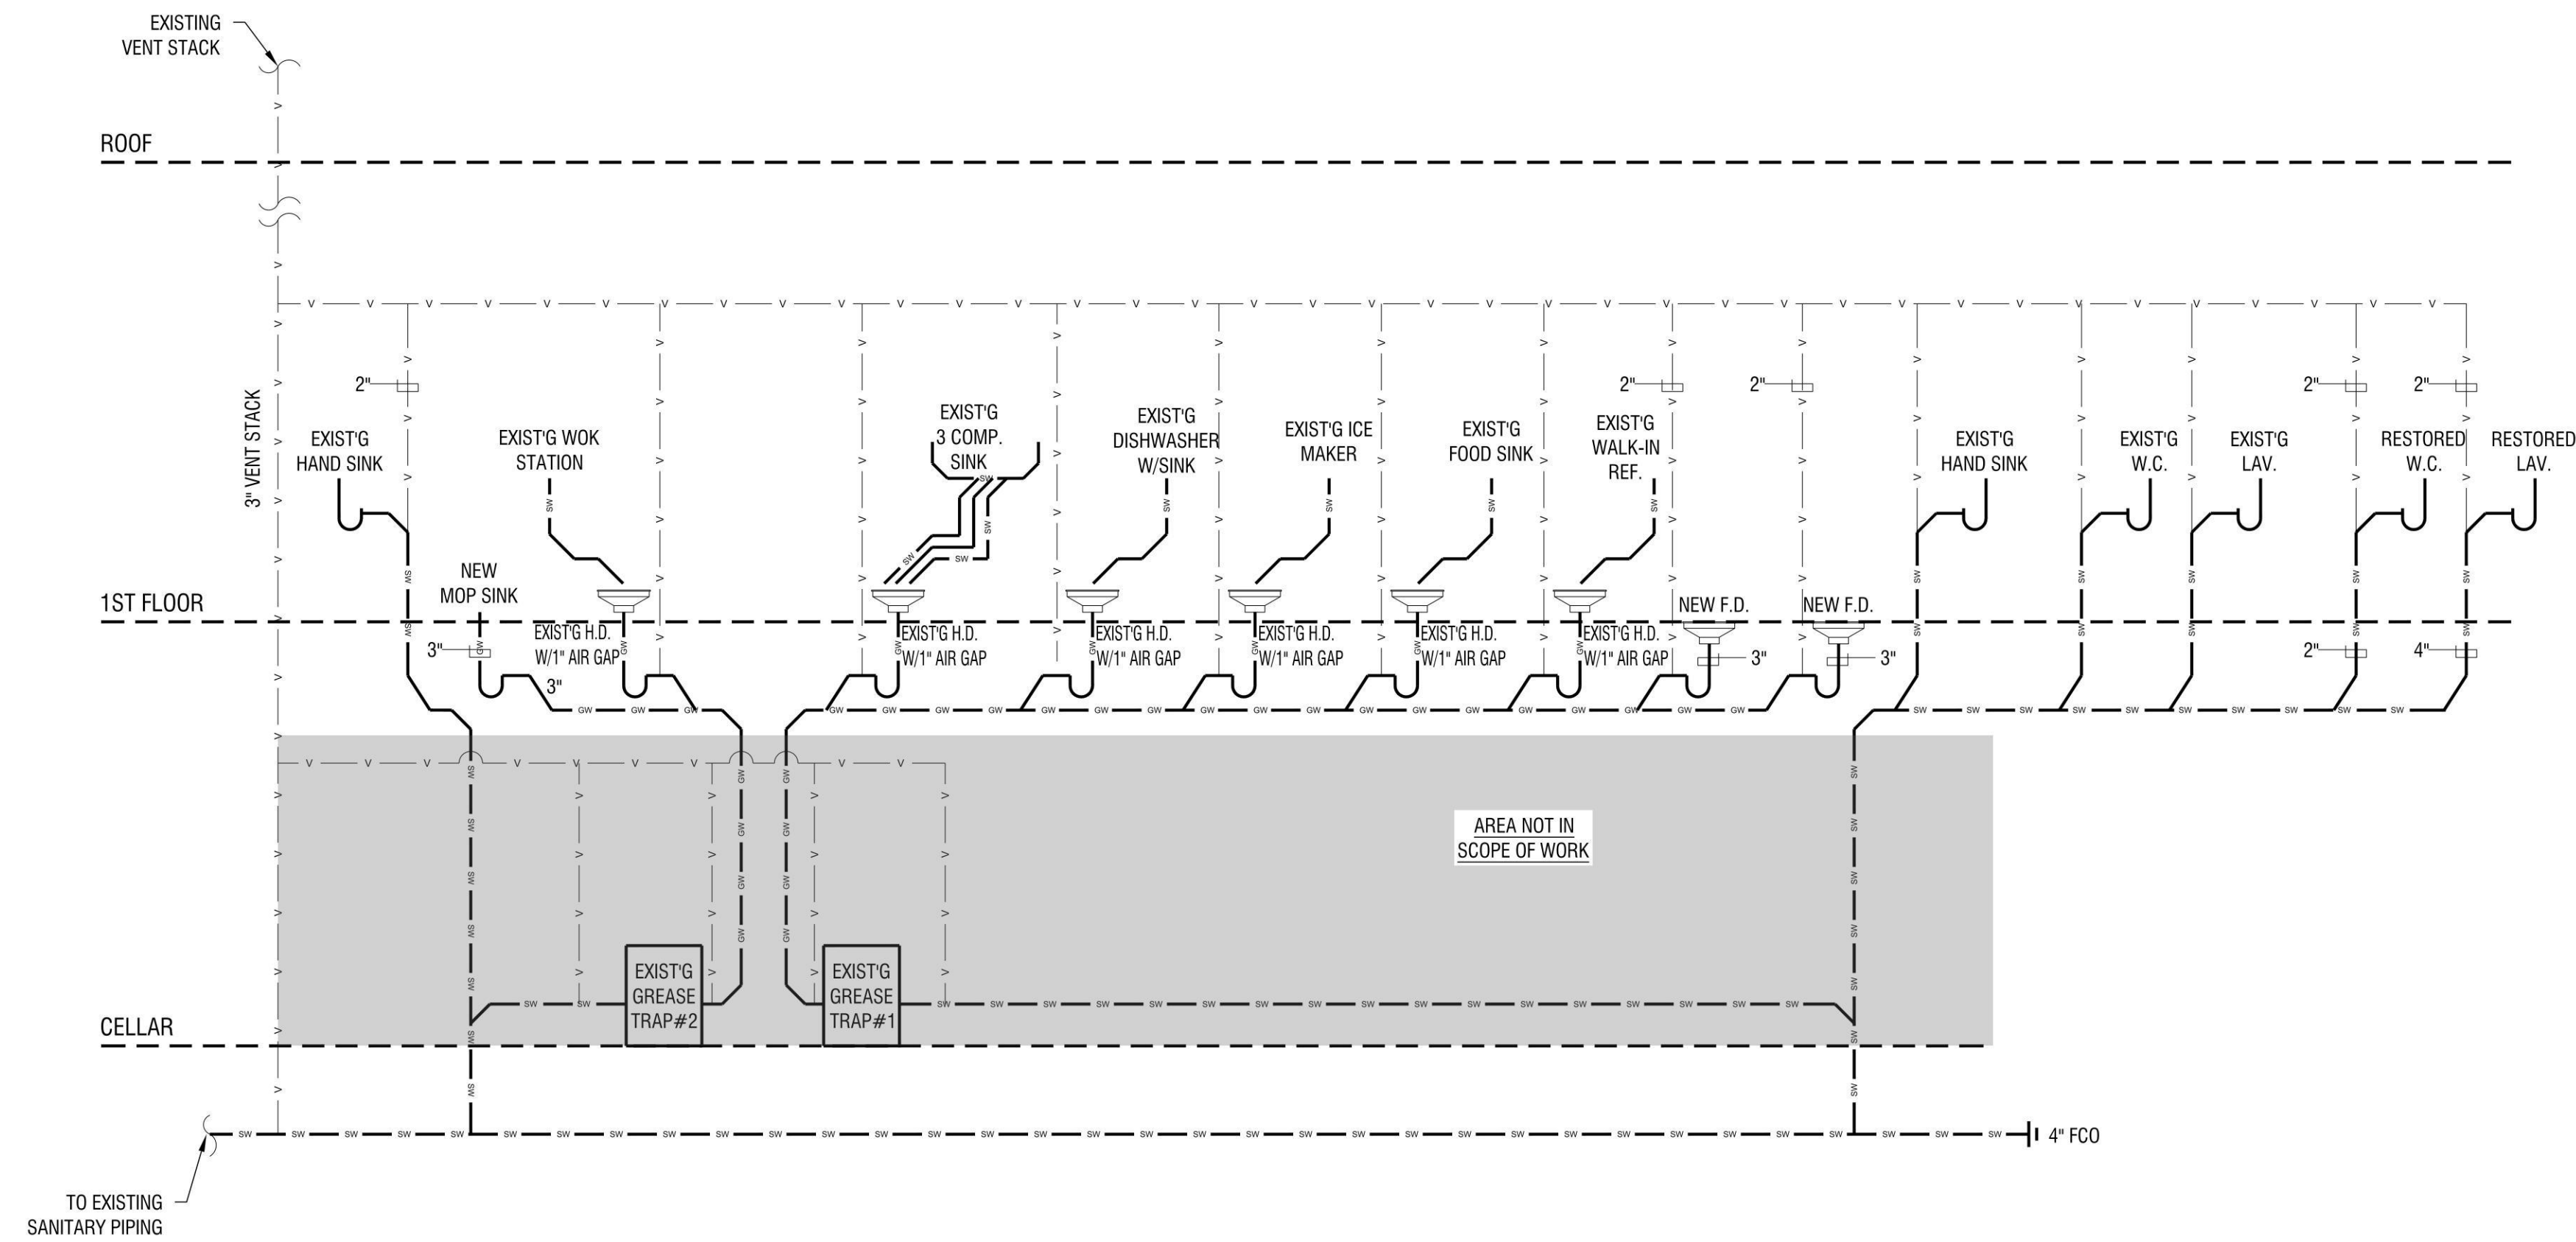 EXISTING
VENT STACK
ROOF
3" VENT STACK
2"
2"
2"
2"
2"
EXIST'G
HAND SINK
EXIST'G WOK
STATION
EXIST'G
3 COMP.
SINK
EXIST'G
DISHWASHER
W/SINK
EXIST'G ICE
MAKER
EXIST'G
FOOD SINK
EXIST'G
WALK-IN
REF.
EXIST'G
HAND SINK
EXIST'G
W.C.
EXIST'G
LAV.
RESTORED
W.C.
RESTORED
LAV.
NEW
MOP SINK
1ST FLOOR
NEW F.D.
NEW F.D.
3"
3"
EXIST'G H.D.
W/1" AIR GAP
EXIST'G H.D.
W/1" AIR GAP
EXIST'G H.D.
W/1" AIR GAP
EXIST'G H.D.
W/1" AIR GAP
EXIST'G H.D.
W/1" AIR GAP
EXIST'G H.D.
W/1" AIR GAP
3"
3"
2"
4"
AREA NOT IN
SCOPE OF WORK
EXIST'G
GREASE
TRAP#2
EXIST'G
GREASE
TRAP#1
CELLAR
4" FCO
TO EXISTING
SANITARY PIPING